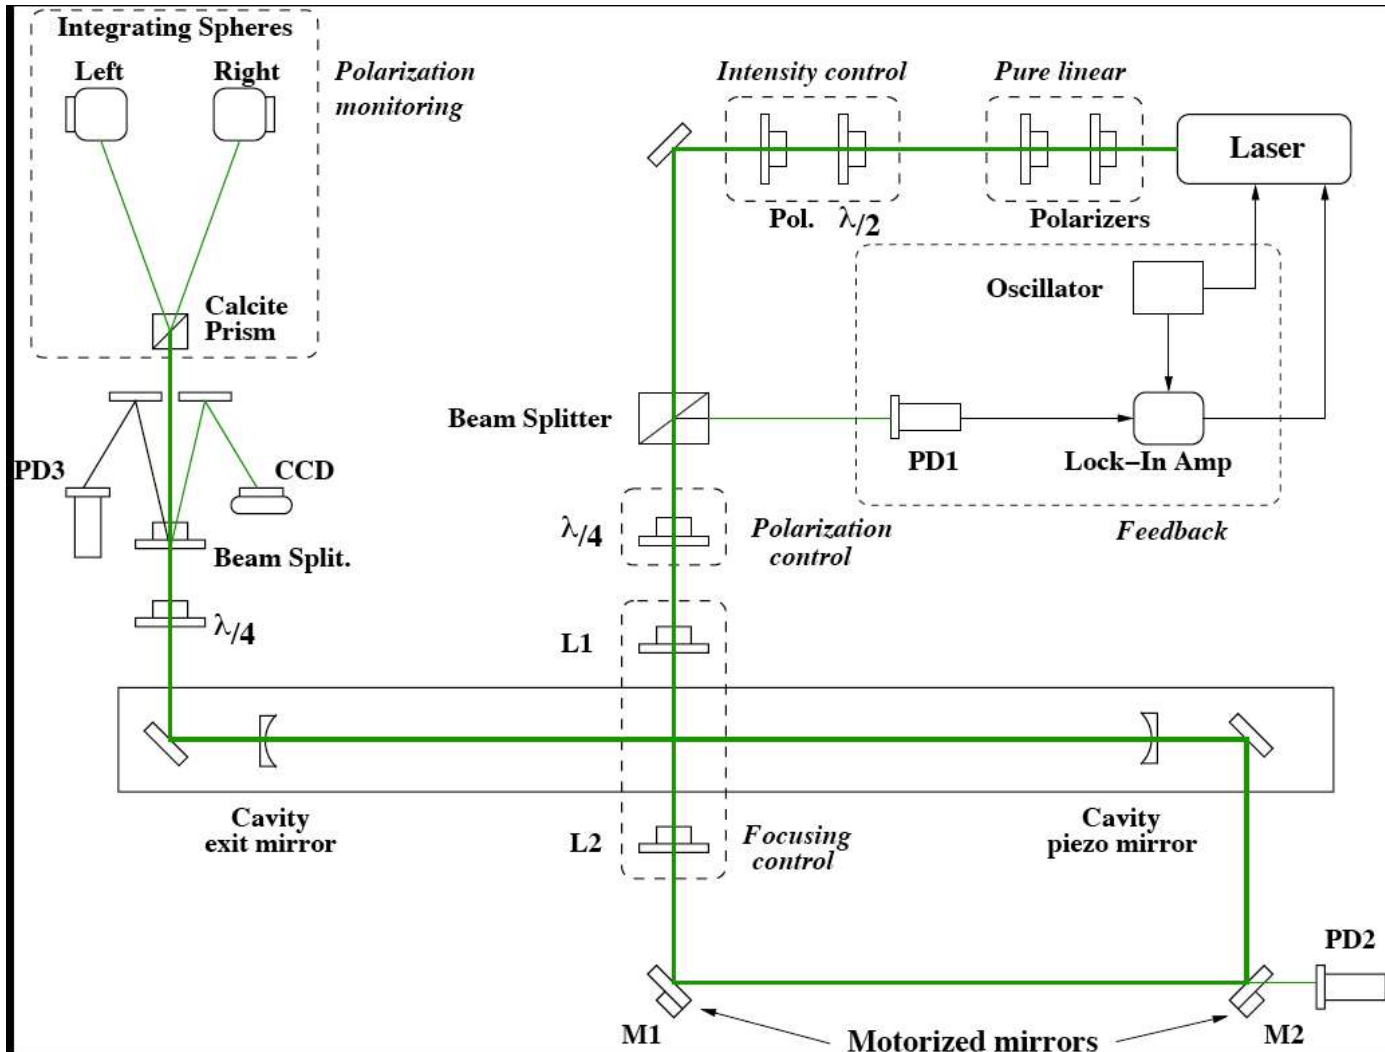 Integrating Spheres
Left
Right
Polarization
monitoring
Intensity control
Pure linear
Laser
Pol.
λ/2
Polarizers
Oscillator
Calcite
Prism
Beam Splitter
PD1
Lock-In Amp
PD3
CCD
λ/4
Polarization
control
Feedback
Beam Split.
λ/4
L1
Cavity
exit mirror
L2
Focusing
control
Cavity
piezo mirror
PD2
M1
Motorized mirrors
M2